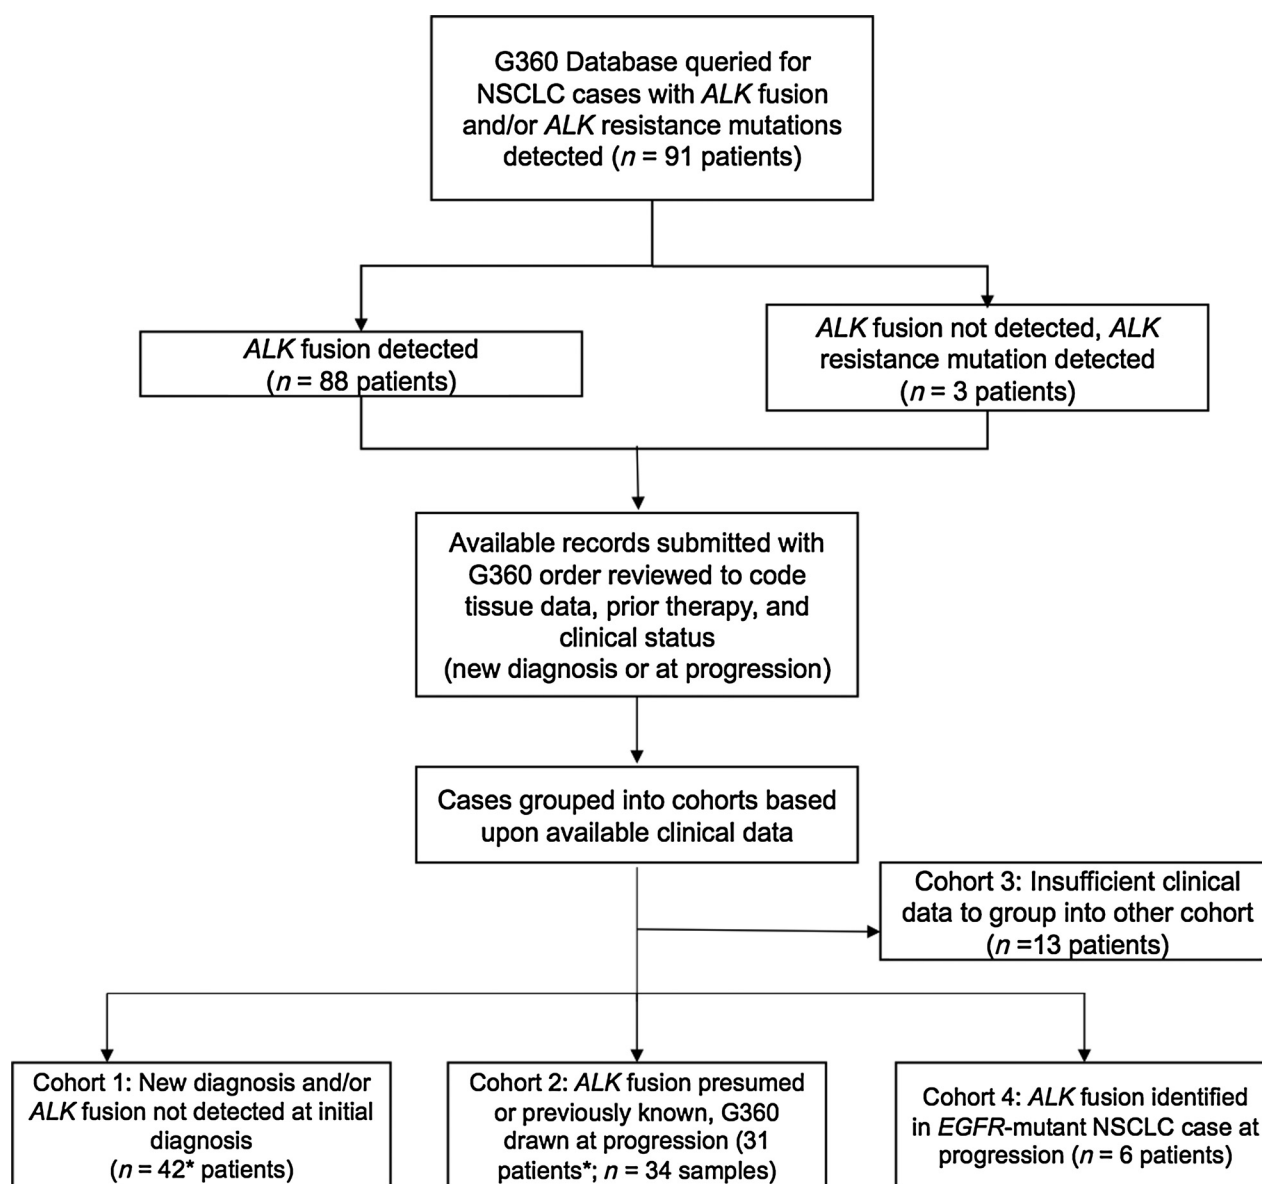 G360 Database queried for
NSCLC cases with ALK fusion
and/or ALK resistance mutations
detected (n = 91 patients)
ALK fusion detected
(n = 88 patients)
ALK fusion not detected, ALK
resistance mutation detected
(n = 3 patients)
Available records submitted with
G360 order reviewed to code
tissue data, prior therapy, and
clinical status
(new diagnosis or at progression)
Cases grouped into cohorts based
upon available clinical data
Cohort 3: Insufficient clinical
data to group into other cohort
(n =13 patients)
Cohort 1: New diagnosis and/or
ALK fusion not detected at initial
diagnosis
(n = 42* patients)
Cohort 2: ALK fusion presumed
or previously known, G360
drawn at progression (31
patients*; n = 34 samples)
Cohort 4: ALK fusion identified
in EGFR-mutant NSCLC case at
progression (n = 6 patients)